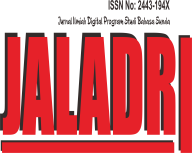 ISSN No: 2443-194X
Jurnal Ilmiah Digital Program Studi Bahasa Sunda
JALADRI